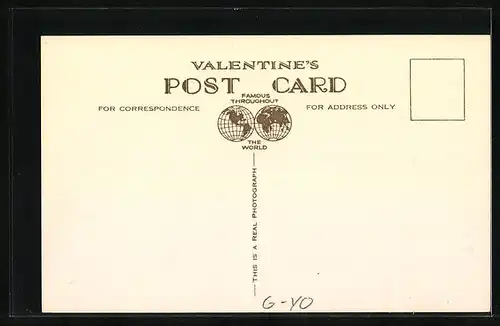 VALENTINE'S
POST CARD
FAMOUS
THROUGHOUT
FOR CORRESPONDENCE
FOR ADDRESS ONLY
THE
WORLD
THIS IS A REAL PHOTOGRAPH
G-YO